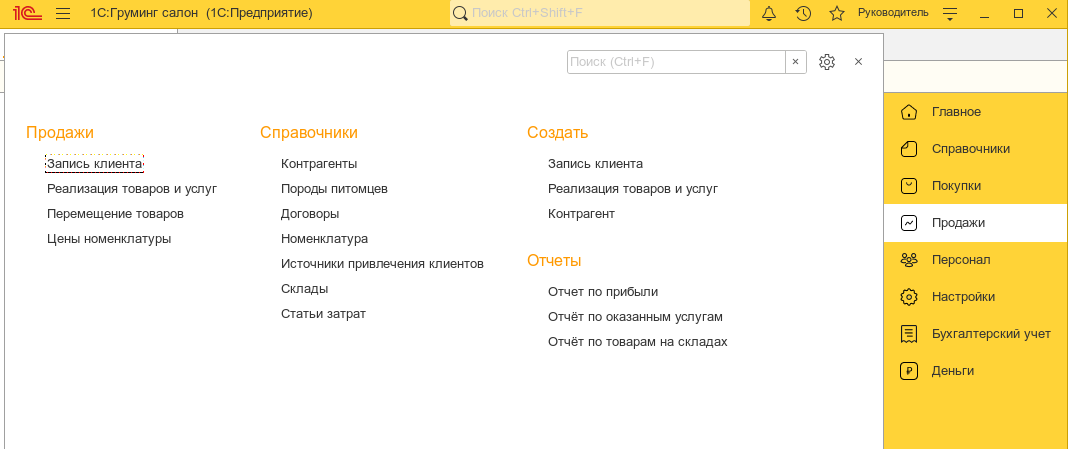 1С:Груминг салон (1С:Предприятие)
Поиск Ctrl+Shift+F
Руководитель
Поиск (Ctrl+F)
Продажи
Запись клиента
Реализация товаров и услуг
Перемещение товаров
Цены номенклатуры
Справочники
Контрагенты
Породы питомцев
Договоры
Номенклатура
Источники привлечения клиентов
Склады
Статьи затрат
Создать
Запись клиента
Реализация товаров и услуг
Контрагент
Отчеты
Отчет по прибыли
Отчёт по оказанным услугам
Отчёт по товарам на складах
Главное
Справочники
Покупки
Продажи
Персонал
Настройки
Бухгалтерский учет
Деньги